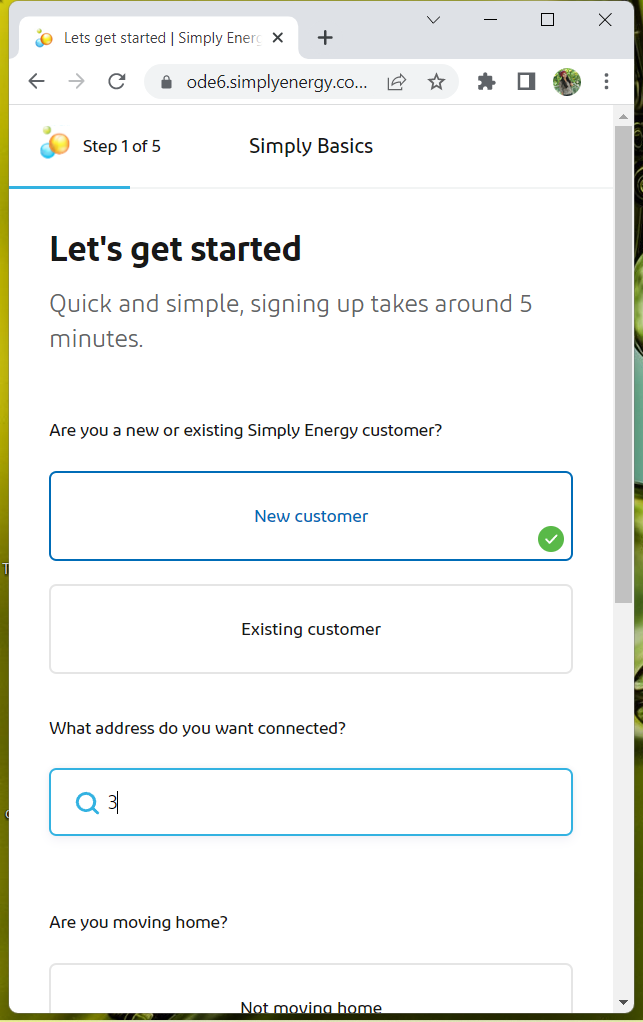 Lets get started | Simply Energ
ode6.simplyenergy.co...
Step 1 of 5
Simply Basics
Let's get started
Quick and simple, signing up takes around 5
minutes.
Are you a new or existing Simply Energy customer?
New customer
Existing customer
What address do you want connected?
3
Are you moving home?
Not moving home